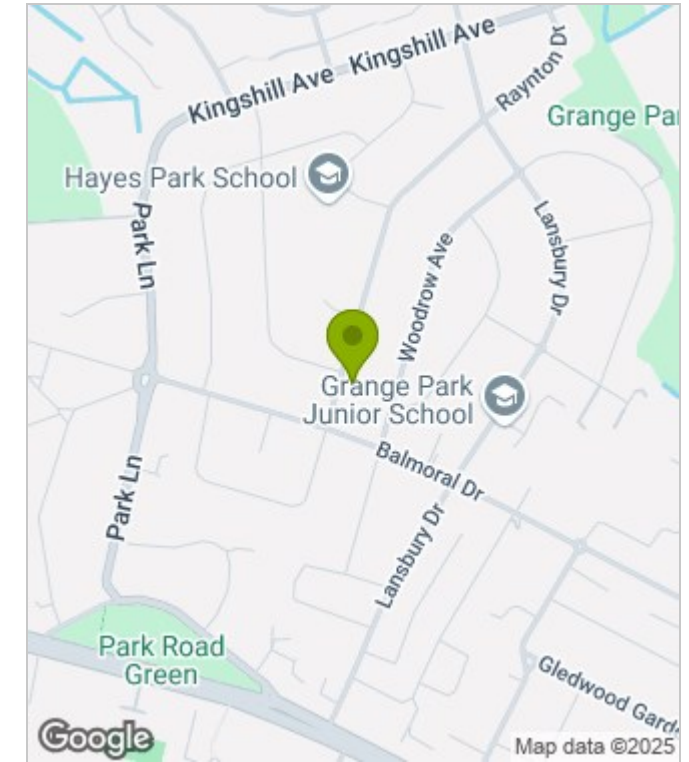 Kingshill Ave
Kingshill Ave
Raynton Dr
Grange Pa
Hayes Park School
Park Ln
Lansbury Dr
Woodrow Ave
Grange Park
Junior School
Balmoral Dr
Park Ln
Lansbury Dr
Park Road
Green
Gledwood Gard
Google
Map data ©2025